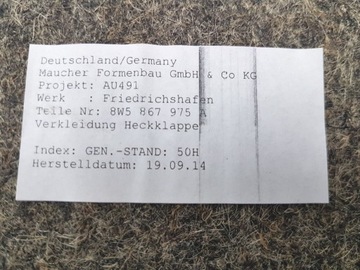 Deutschland/Germany
Maucher Formenbau GmbH & Co KG
Projekt: AU491
Werk : Friedrichshafen
Teile Nr: 8W5 867 975 A
Verkleidung Heckklappe
Index: GEN.-STAND: 50H
Herstelldatum: 19.09.14